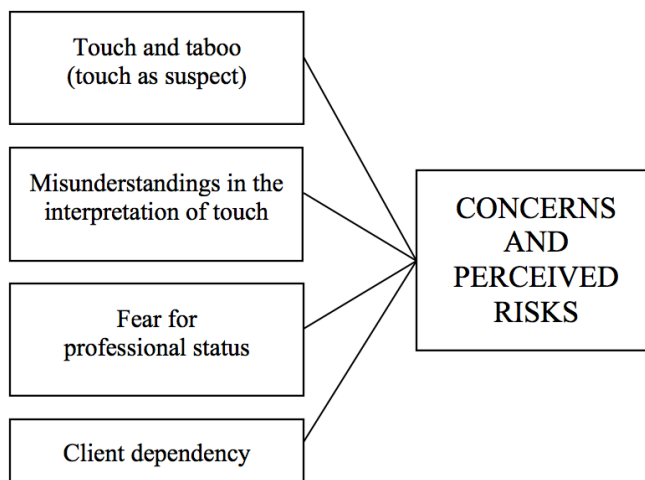 Touch and taboo
(touch as suspect)
Misunderstandings in the
interpretation of touch
Fear for
professional status
Client dependency
CONCERNS
AND
PERCEIVED
RISKS